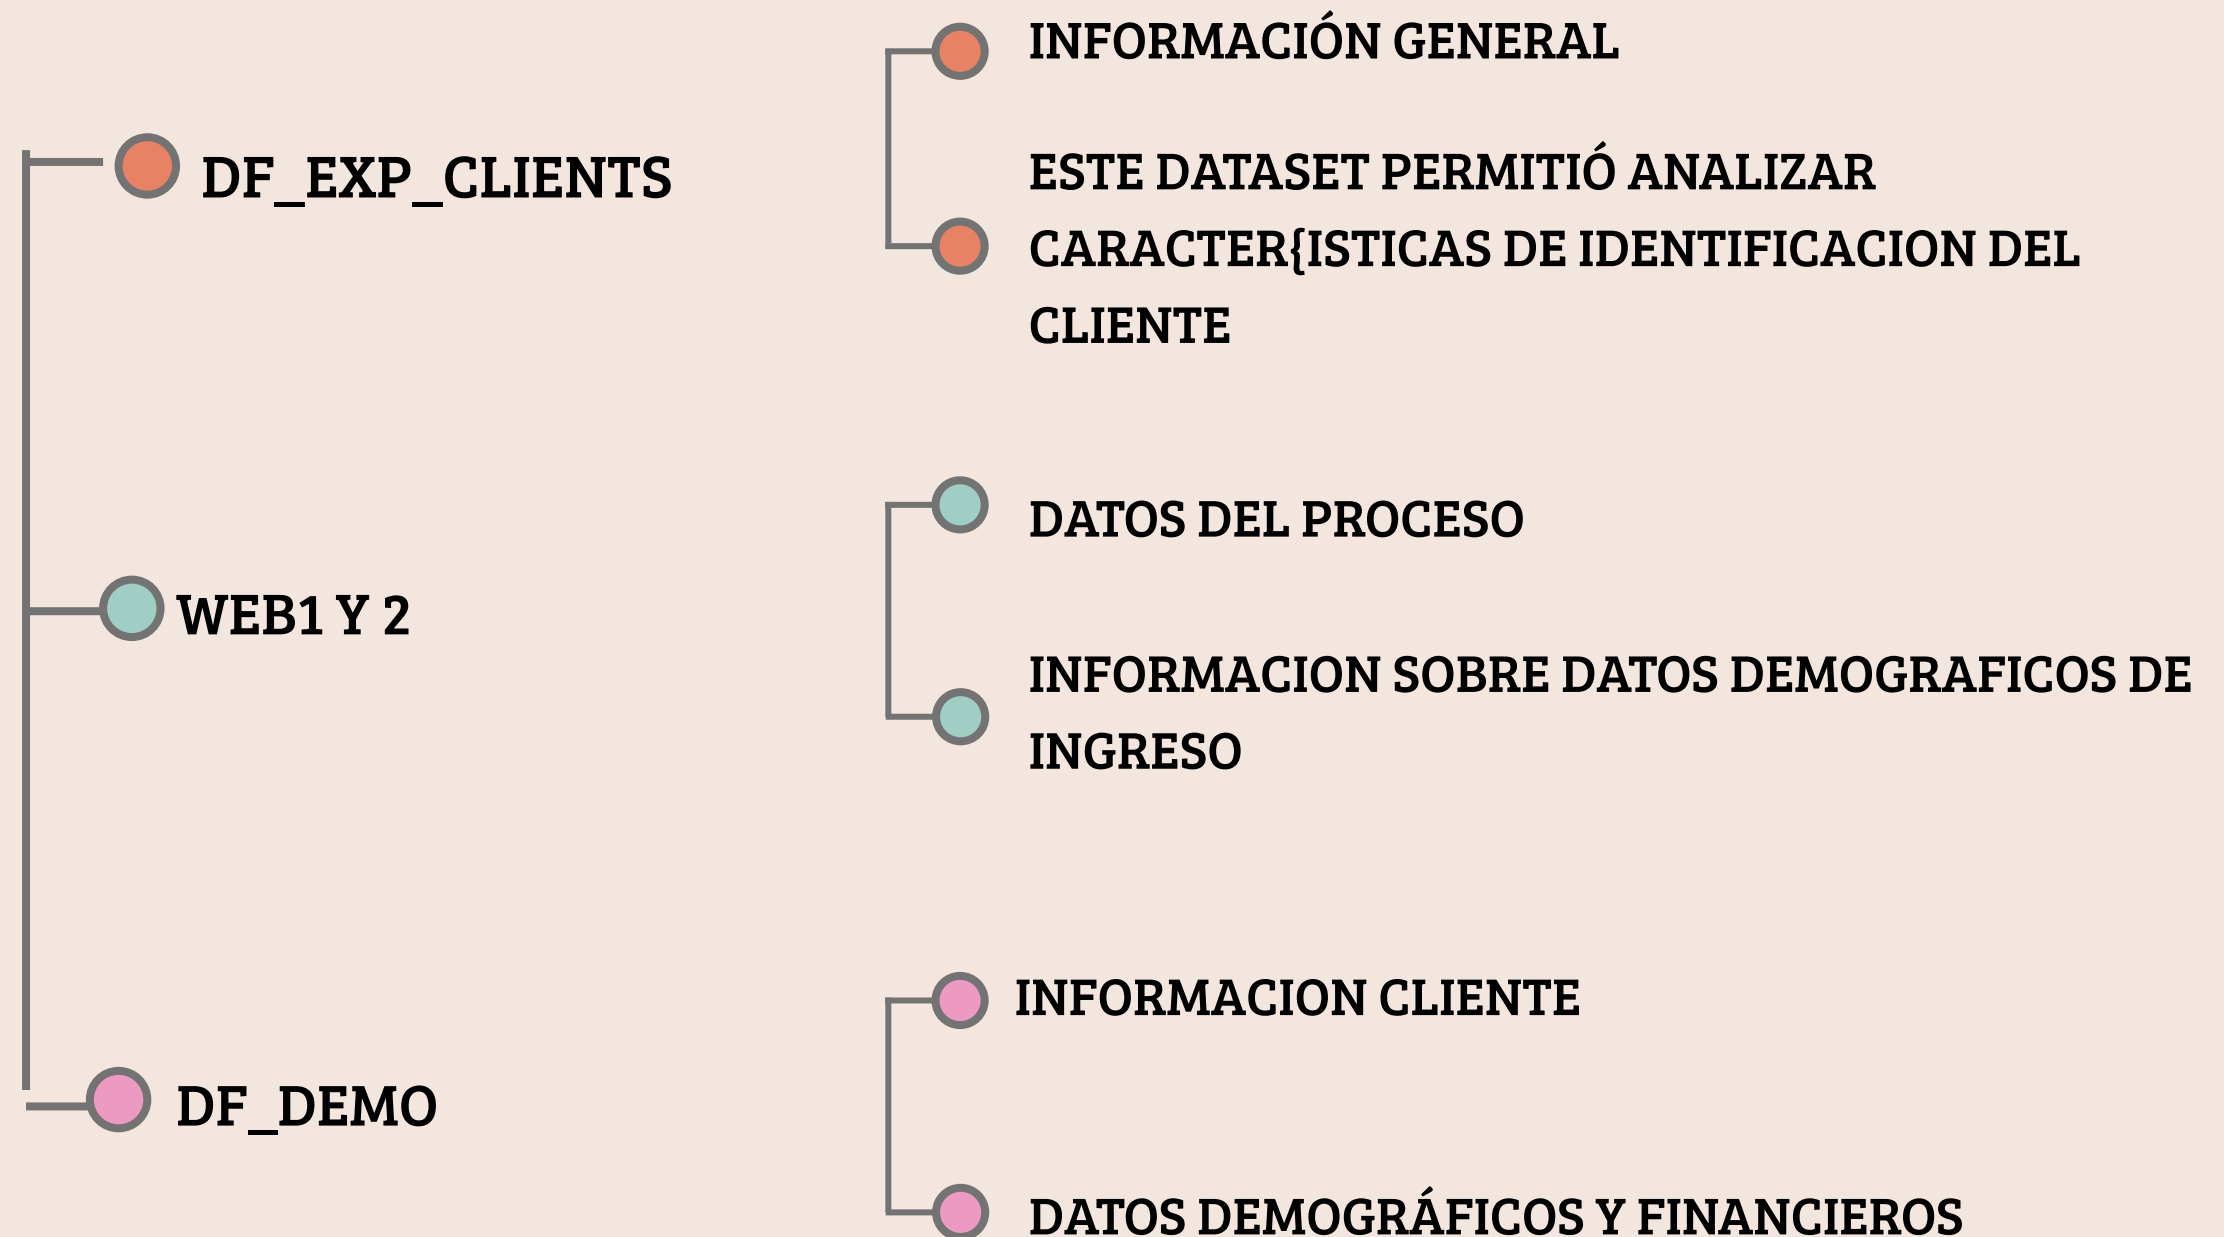 INFORMACIÓN GENERAL
DF_EXP_CLIENTS
ESTE DATASET PERMITIÓ ANALIZAR
CARACTER{ISTICAS DE IDENTIFICACION DEL
CLIENTE
DATOS DEL PROCESO
WEB1 Y 2
INFORMACION SOBRE DATOS DEMOGRAFICOS DE
INGRESO
INFORMACION CLIENTE
DF_DEMO
DATOS DEMOGRÁFICOS Y FINANCIEROS